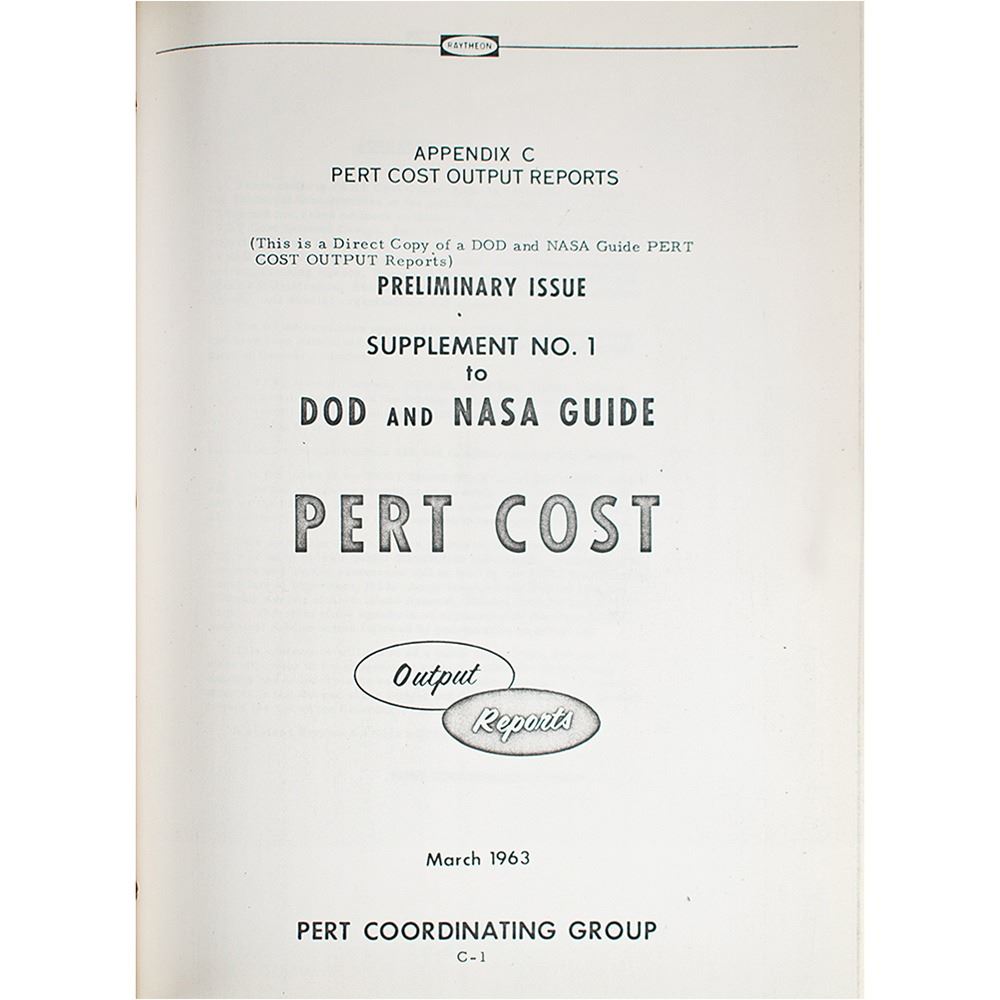 RAYTHEON
APPENDIX C
PERT COST OUTPUT REPORTS
(This is a Direct Copy of a DOD and NASA Guide PERT
COST OUTPUT Reports)
PRELIMINARY ISSUE
SUPPLEMENT NO. 1
to
DOD AND NASA GUIDE
PERT COST
Output
Reports
March 1963
PERT COORDINATING GROUP
C-1